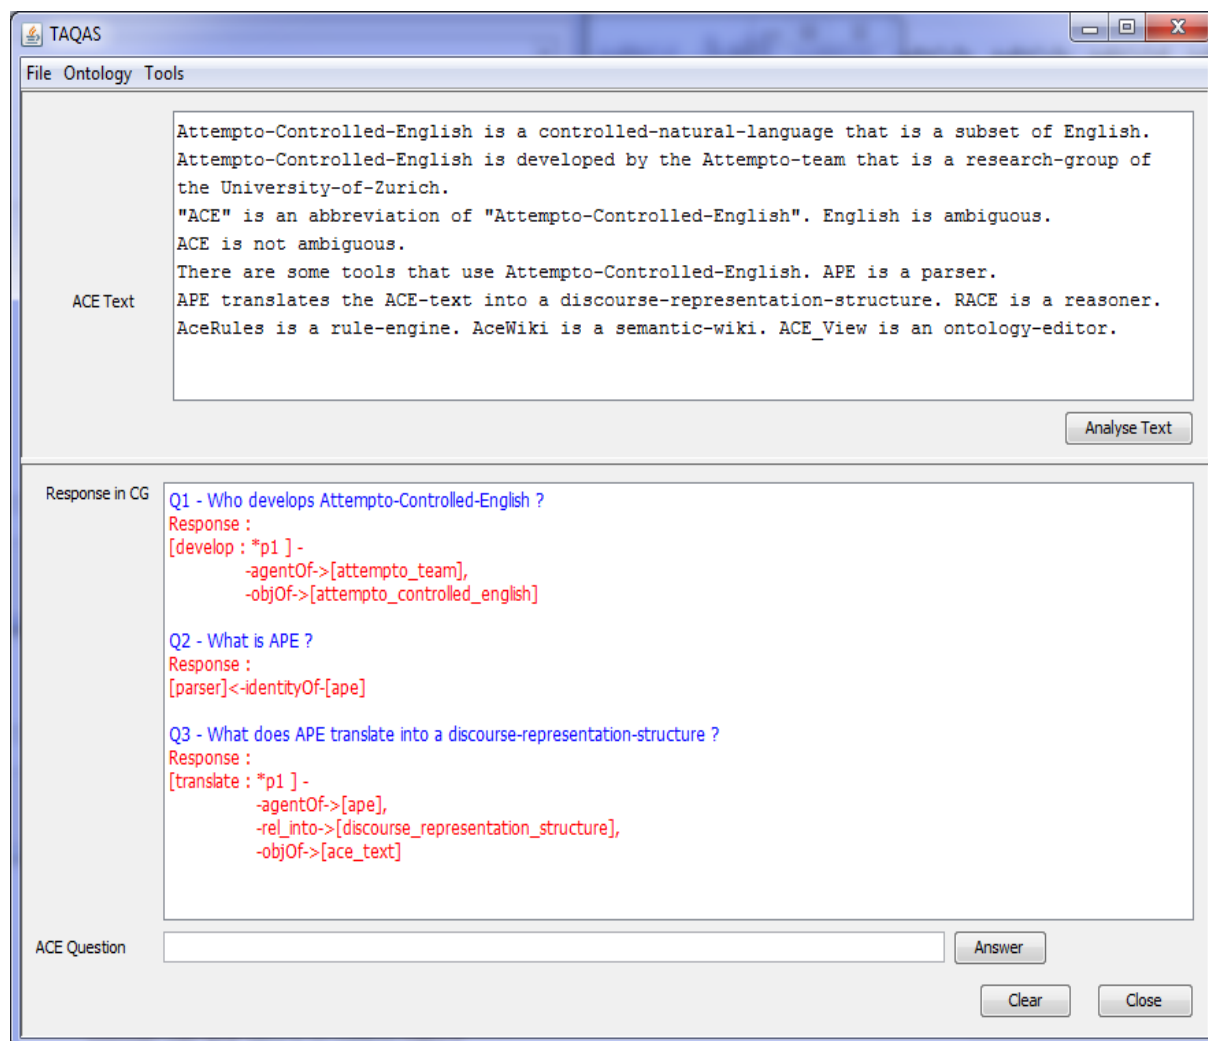 TAQAS
File Ontology Tools
ACE Text
Attempto-Controlled-English is a controlled-natural-language that is a subset of English.
Attempto-Controlled-English is developed by the Attempto-team that is a research-group of
the University-of-Zurich.
"ACE" is an abbreviation of "Attempto-Controlled-English". English is ambiguous.
ACE is not ambiguous.
There are some tools that use Attempto-Controlled-English. APE is a parser.
APE translates the ACE-text into a discourse-representation-structure. RACE is a reasoner.
AceRules is a rule-engine. AceWiki is a semantic-wiki. ACE_View is an ontology-editor.
Analyse Text
Response in CG
Q1 - Who develops Attempto-Controlled-English ?
Response :
[develop : *p1 ] -
-agentOf->[attempto_team],
-objOf->[attempto_controlled_english]
Q2 - What is APE ?
Response :
[parser]<-identityOf-[ape]
Q3 - What does APE translate into a discourse-representation-structure ?
Response :
[translate : *p1 ] -
-agentOf->[ape],
-rel_into->[discourse_representation_structure],
-objOf->[ace_text]
ACE Question
Answer
Clear
Close